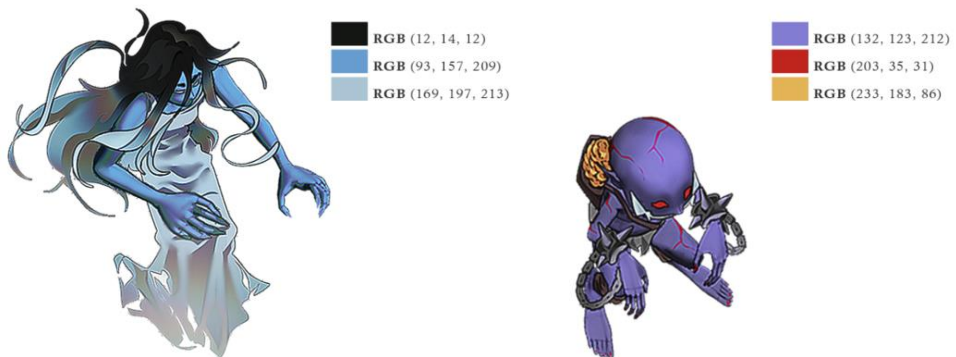 RGB (12, 14, 12)
RGB (93, 157, 209)
RGB (169, 197, 213)
RGB (132, 123, 212)
RGB (203, 35, 31)
RGB (233, 183, 86)